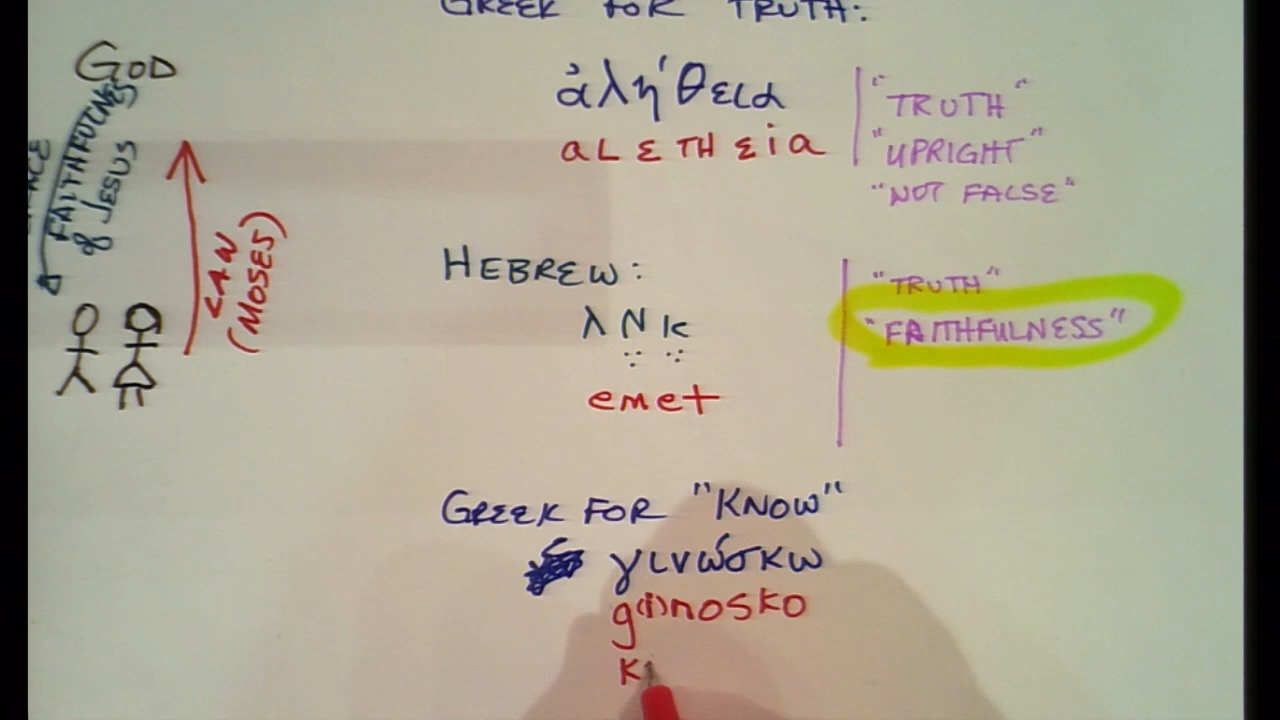 GREEK FOR TRUTH:
GOD
FAITHFULNESS
of JESUS
LAW
(MOSES)
ἀλήθεια
aLETHEia
"TRUTH"
"UPRIGHT"
"NOT FALSE"
HEBREW:
אמת
emet
"TRUTH"
"FAITHFULNESS"
GREEK FOR "KNOW"
γινώσκω
g(i)nosko
K